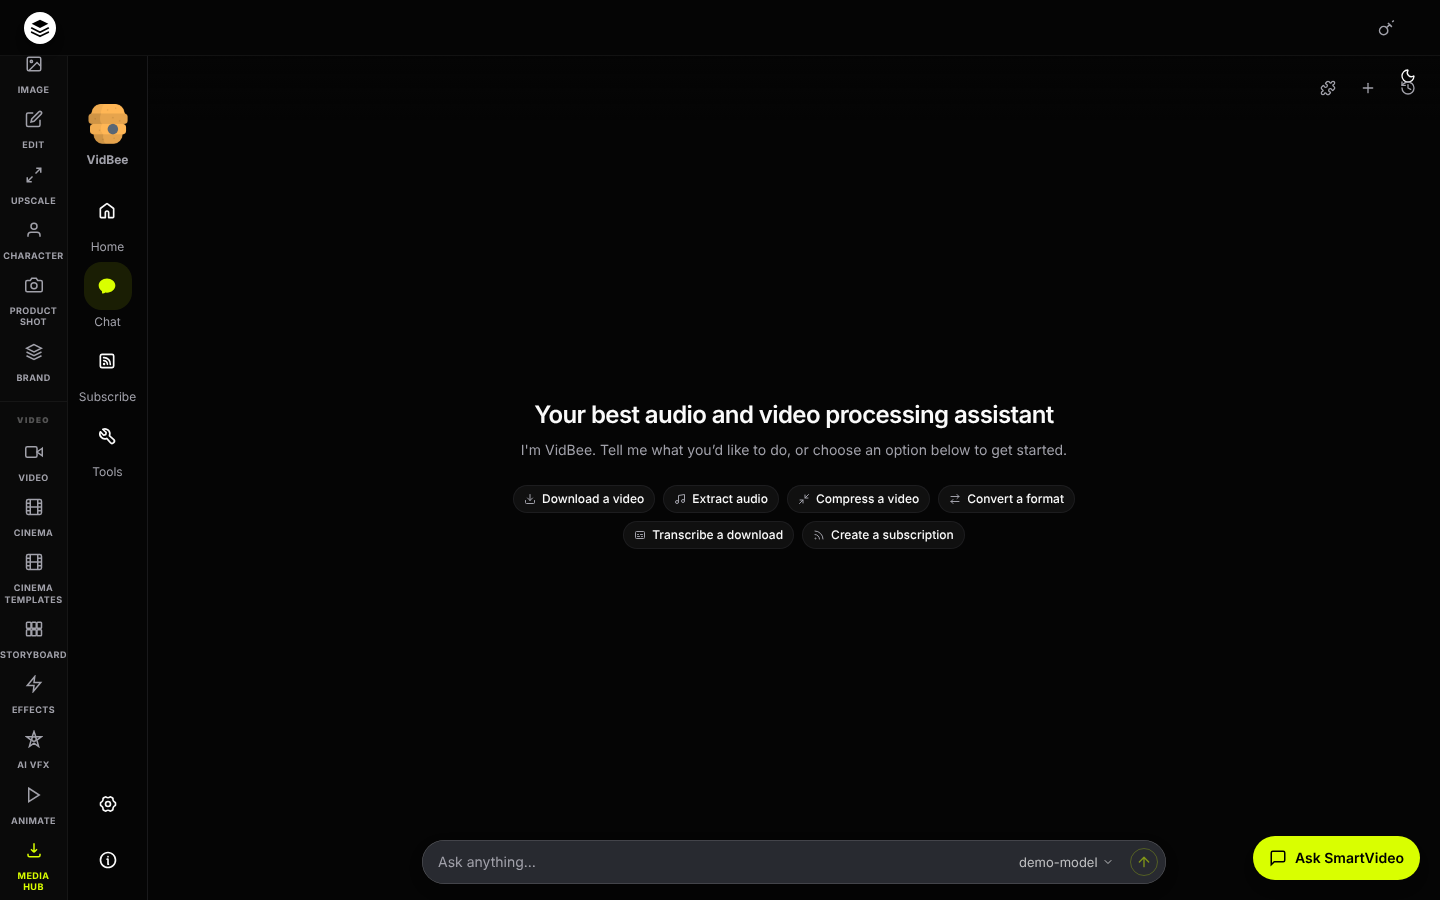 IMAGE
EDIT
UPSCALE
CHARACTER
PRODUCT
SHOT
BRAND
VIDEO
VIDEO
CINEMA
CINEMA
TEMPLATES
STORYBOARD
EFFECTS
AI VFX
ANIMATE
MEDIA
HUB
VidBee
Home
Chat
Subscribe
Tools
Your best audio and video processing assistant
I'm VidBee. Tell me what you’d like to do, or choose an option below to get started.
Download a video
Extract audio
Compress a video
Convert a format
Transcribe a download
Create a subscription
Ask anything...
demo-model
Ask SmartVideo